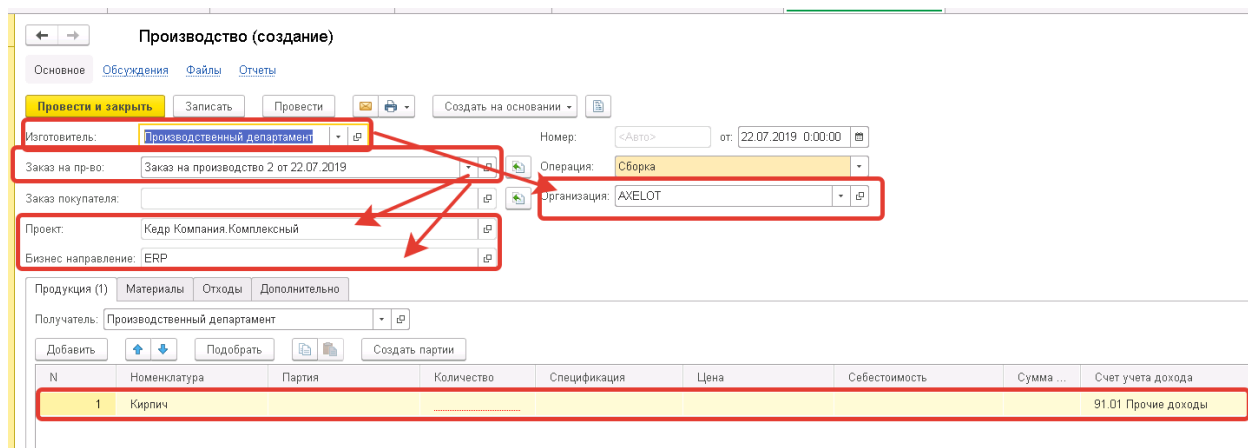 Производство (создание)
Основное Обсуждения Файлы Отчеты
Провести и закрыть Записать Провести Создать на основании
Изготовитель: Производственный департамент Номер: <Авто> от: 22.07.2019 0:00:00
Заказ на пр-во: Заказ на производство 2 от 22.07.2019 Операция: Сборка
Заказ покупателя: Организация: AXELOT
Проект: Кедр Компания.Комплексный
Бизнес направление: ERP
Продукция (1) Материалы Отходы Дополнительно
Получатель: Производственный департамент
Добавить Подобрать Создать партии
N Номенклатура Партия Количество Спецификация Цена Себестоимость Сумма ... Счет учета дохода
1 Кирпич 91.01 Прочие доходы